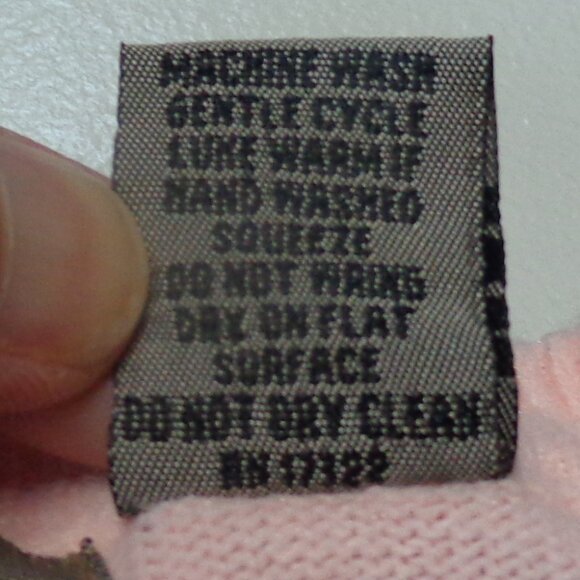 MACHINE WASH
GENTLE CYCLE
LUKE WARM IF
HAND WASHED
SQUEEZE
DO NOT WRING
DRY ON FLAT
SURFACE
DO NOT DRY CLEAN
RN 17322